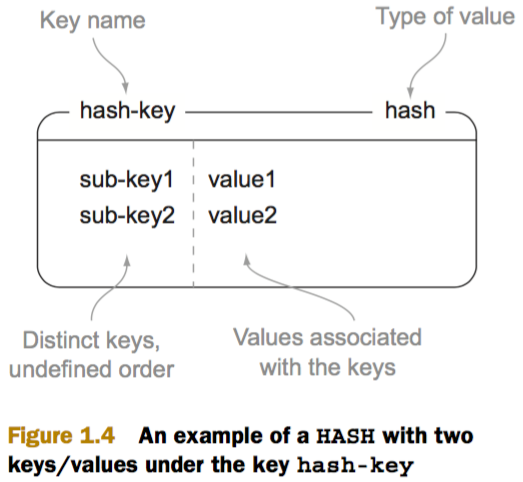 Key name
Type of value
hash-key
hash
sub-key1 value1
sub-key2 value2
Distinct keys,
undefined order
Values associated
with the keys
Figure 1.4 An example of a HASH with two
keys/values under the key hash-key